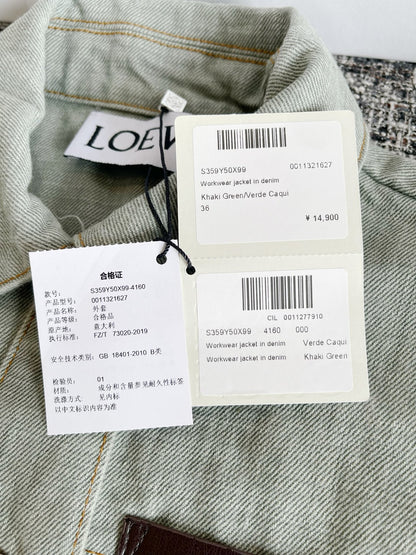 LOEW
S359Y50X99 0011321627
Workwear jacket in denim
Khaki Green/Verde Caqui
36
¥ 14,900
CIL 0011277910
S359Y50X99 4160 000
Workwear jacket in denim Verde Caqui
Workwear jacket in denim Khaki Green
合格证
款号: S359Y50X99-4160
产品型号: 0011321627
产品名称: 外套
产品等级: 合格品
原产地: 意大利
执行标准: FZ/T 73020-2019
安全技术类别: GB 18401-2010 B类
检验员: 01
材质: 成分和含量参见耐久性标签
洗涤方式: 见内标
以中文标识内容为准